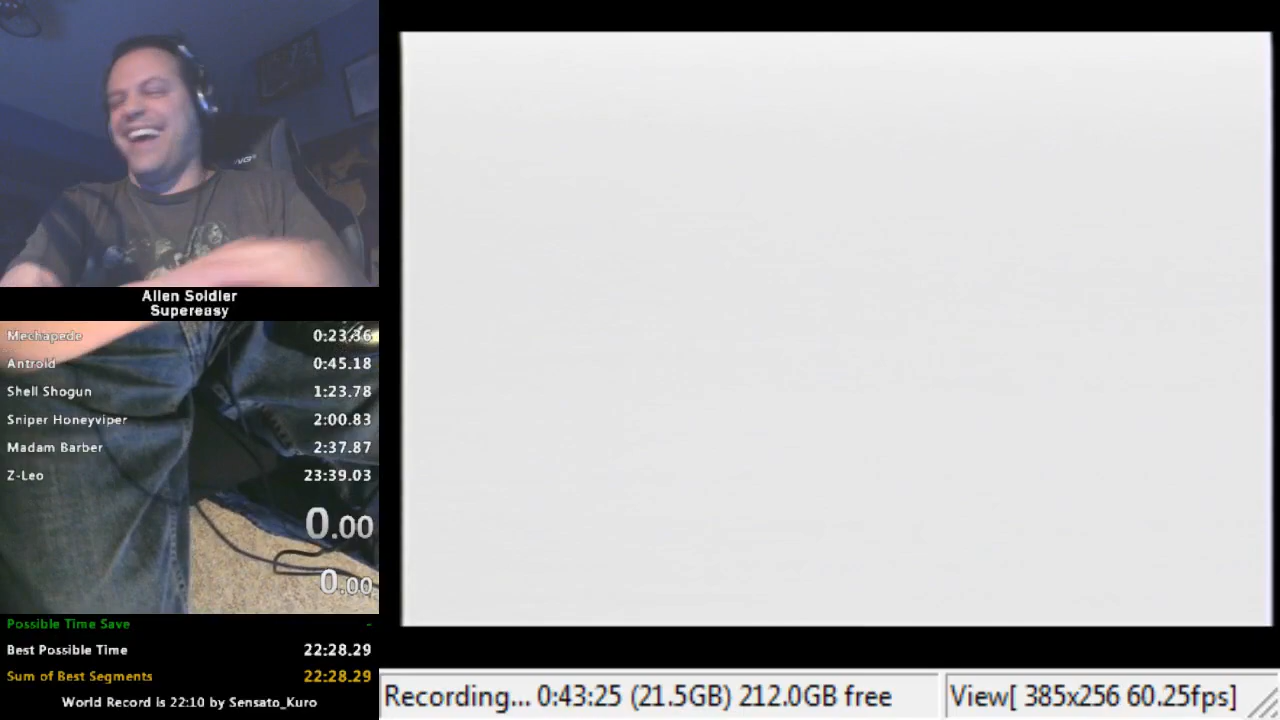 Alien Soldier
Supereasy
Mechapede 0:23.36
Antroid 0:45.18
Shell Shogun 1:23.78
Sniper Honeyviper 2:00.83
Madam Barber 2:37.87
Z-Leo 23:39.03
0.00
0.00
Possible Time Save -
Best Possible Time 22:28.29
Sum of Best Segments 22:28.29
World Record is 22:10 by Sensato_Kuro
Recording... 0:43:25 (21.5GB) 212.0GB free
View[ 385x256 60.25fps]